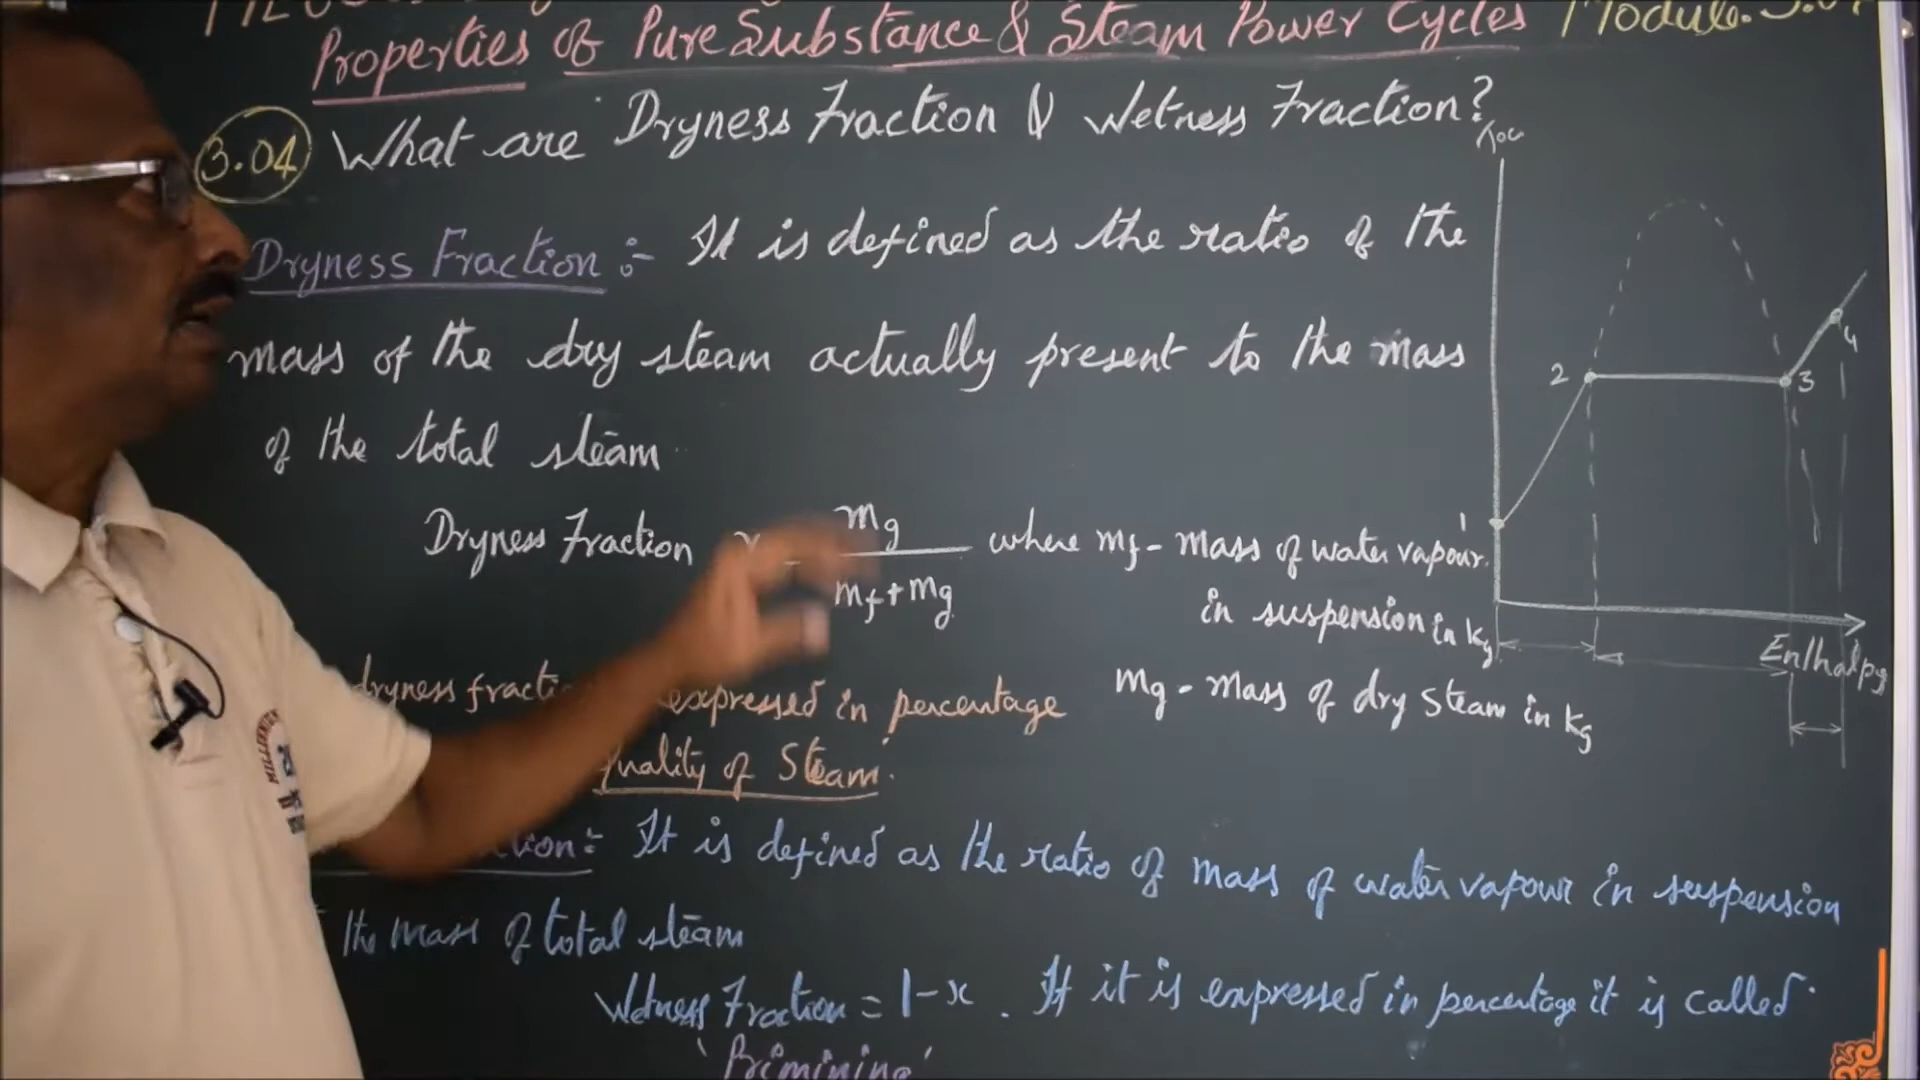 Properties of Pure Substance & Steam Power Cycles Module.
3.04 What are Dryness Fraction & Wetness Fraction?
Dryness Fraction :- It is defined as the ratio of the
mass of the dry steam actually present to the mass
of the total steam
Dryness Fraction mg / mf+mg where mf - mass of water vapour
in suspension in kg
mg - mass of dry steam in kg
dryness expressed in percentage
Quality of Steam.
It is defined as the ratio of mass of water vapour in suspension
the mass of total steam
Wetness Fraction = 1-x . If it is expressed in percentage it is called
'Primining'
T°C
1
2
3
4
Enthalpy
MILLENNIUM